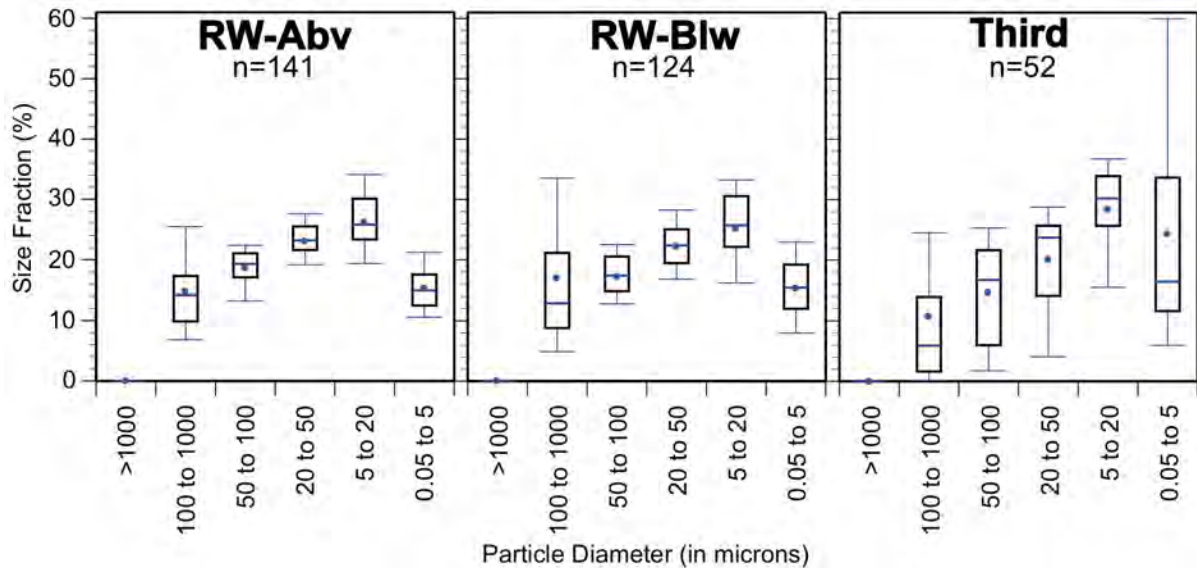 RW-Abv
n=141
RW-Blw
n=124
Third
n=52
Size Fraction (%)
60
50
40
30
20
10
0
>1000
100 to 1000
50 to 100
20 to 50
5 to 20
0.05 to 5
>1000
100 to 1000
50 to 100
20 to 50
5 to 20
0.05 to 5
>1000
100 to 1000
50 to 100
20 to 50
5 to 20
0.05 to 5
Particle Diameter (in microns)